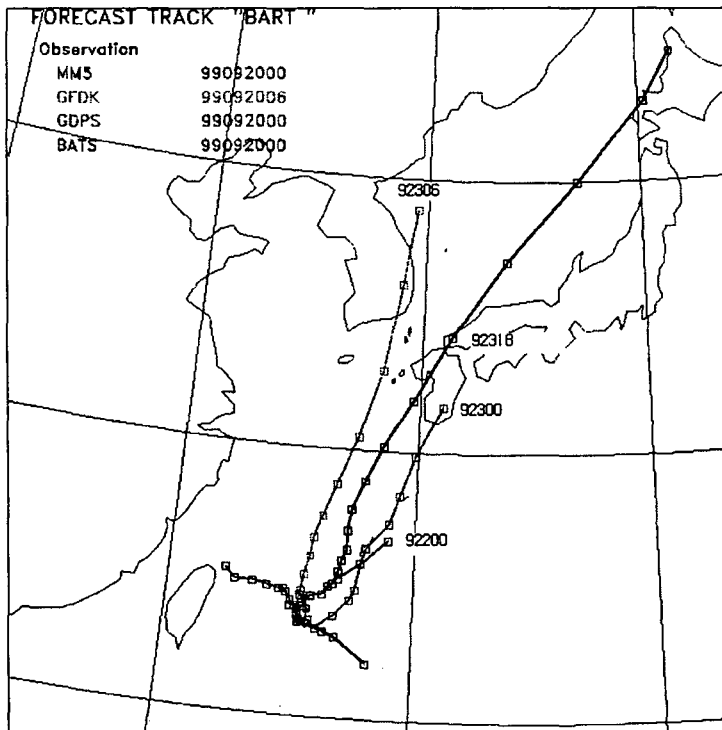 FORECAST TRACK "BART "
Observation
MM5 99092000
GFDK 99092006
GDPS 99092000
BATS 99092000
92306
92318
92300
92200